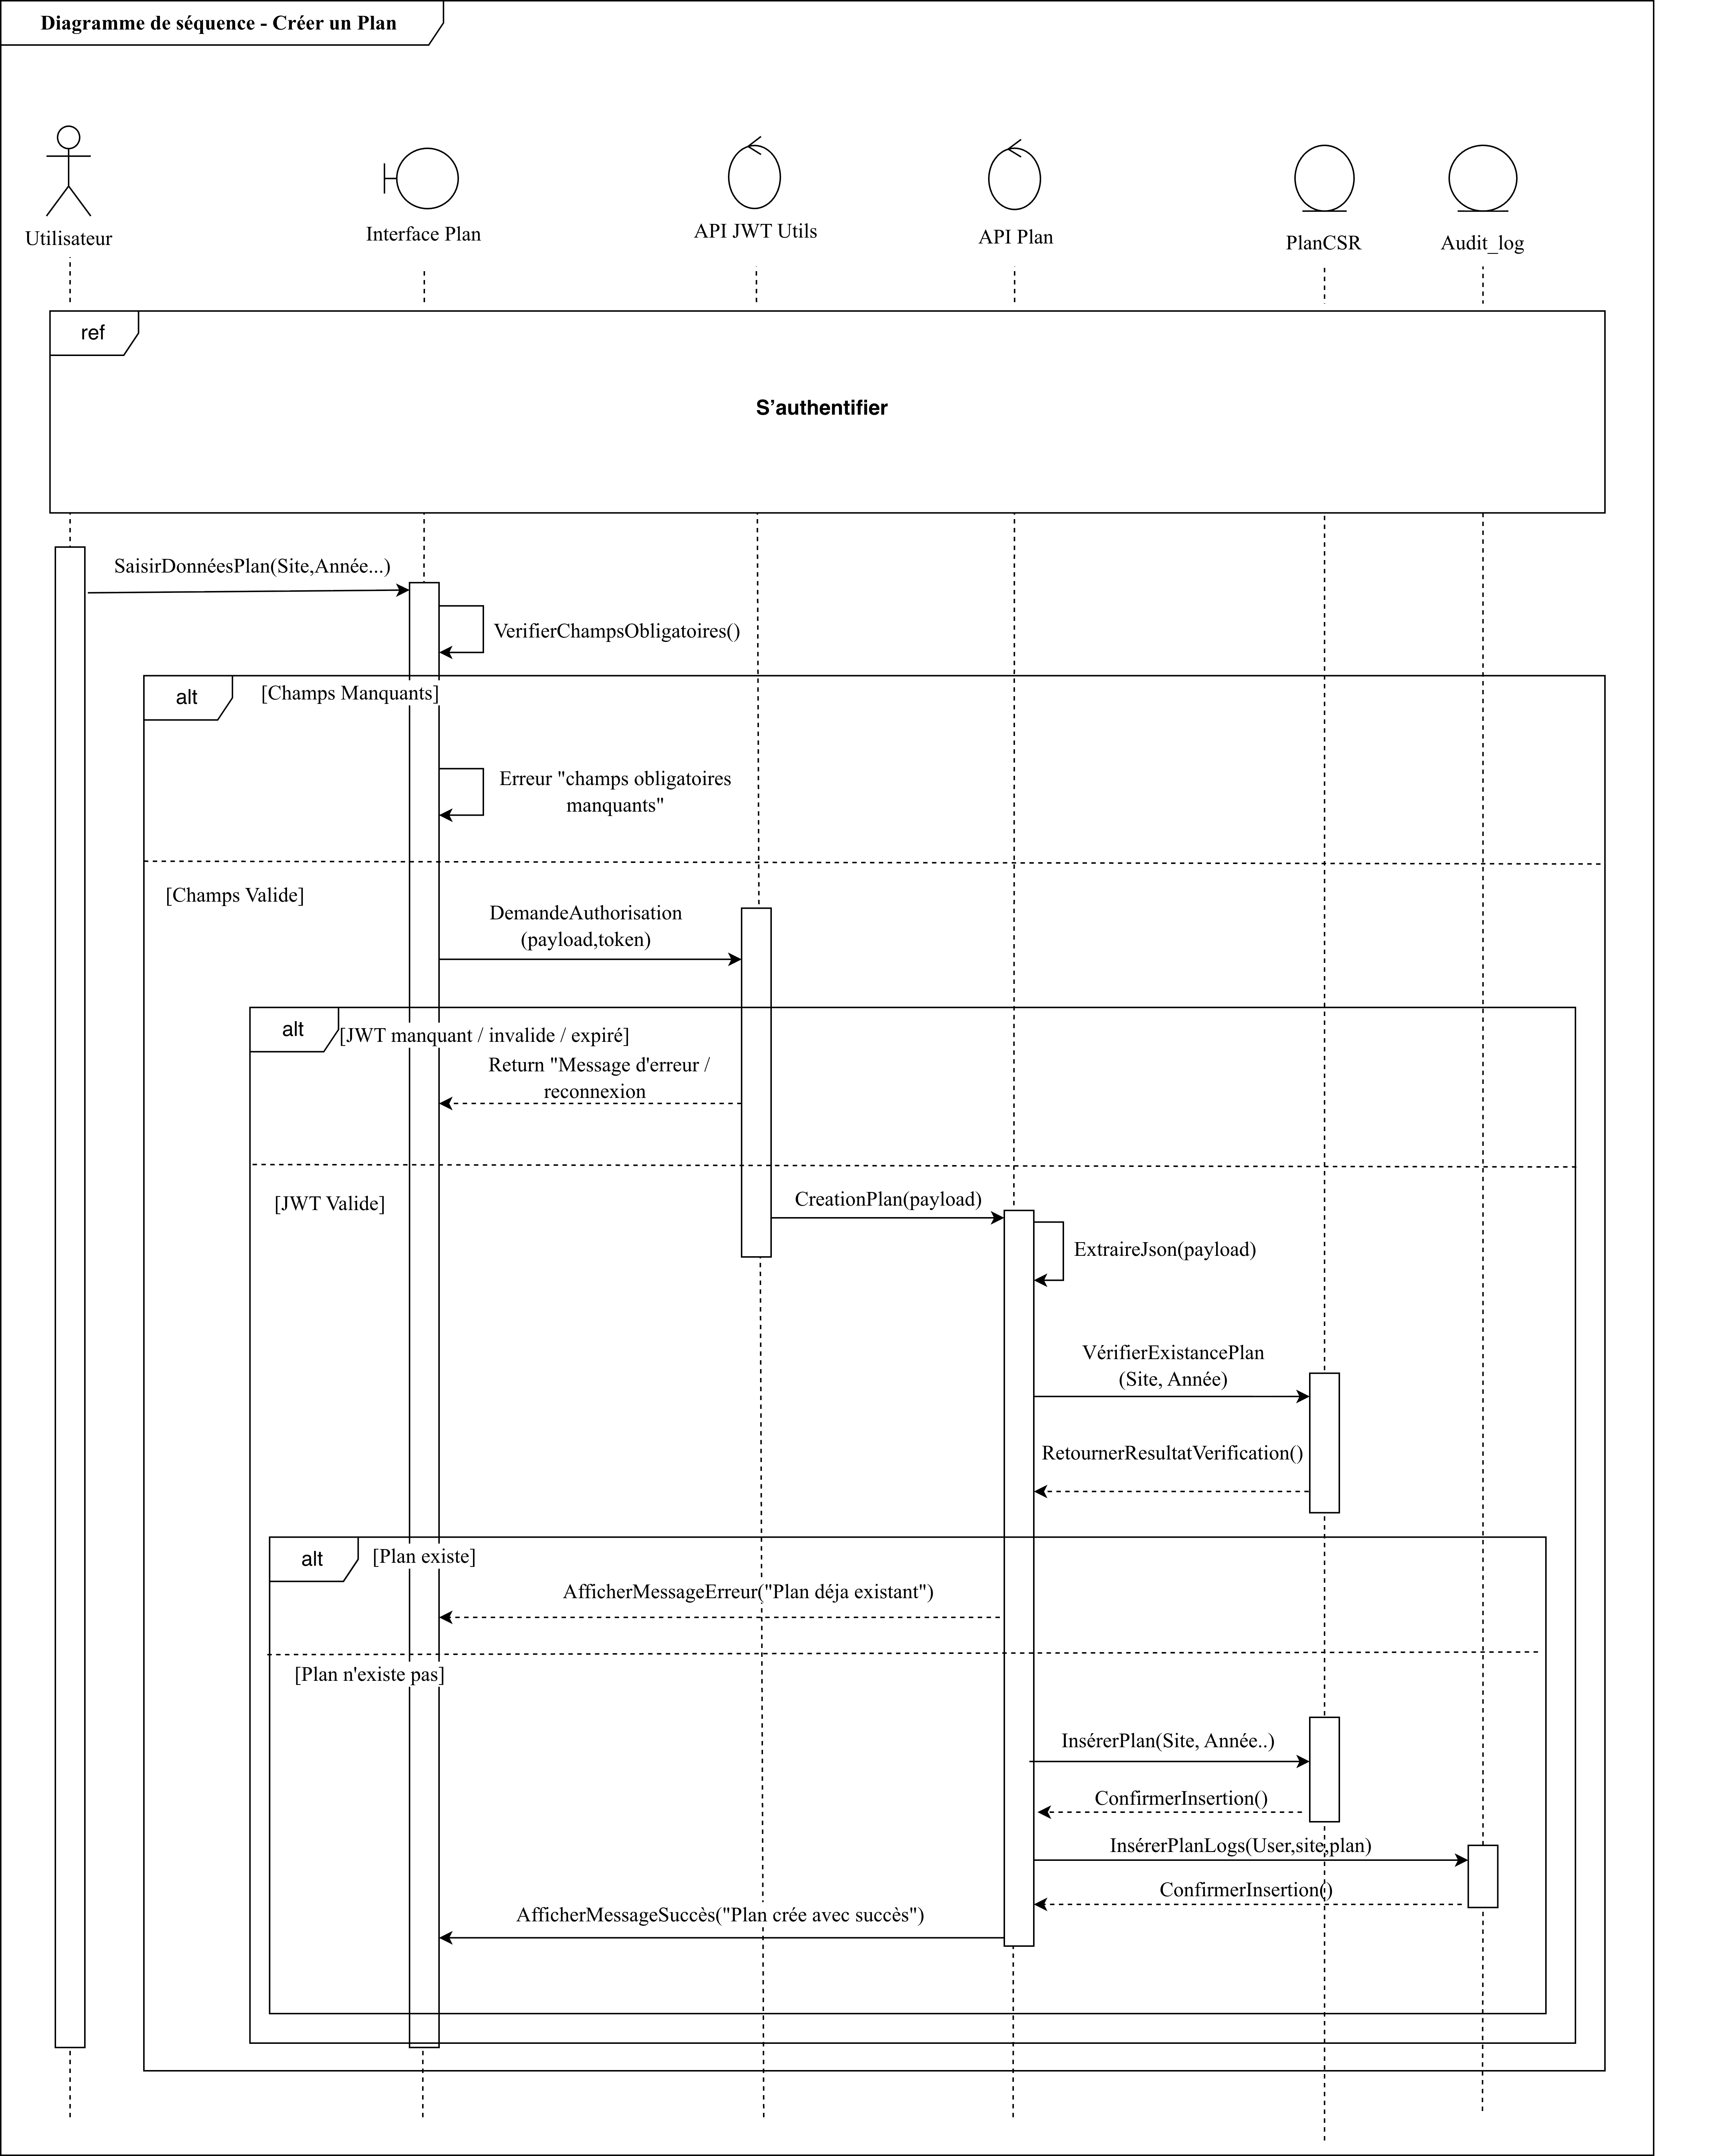 Diagramme de séquence - Créer un Plan
Utilisateur
Interface Plan
API JWT Utils
API Plan
PlanCSR
Audit_log
ref
S’authentifier
SaisirDonnéesPlan(Site,Année...)
VerifierChampsObligatoires()
alt
[Champs Manquants]
Erreur "champs obligatoires
manquants"
[Champs Valide]
DemandeAuthorisation
(payload,token)
alt
[JWT manquant / invalide / expiré]
Return "Message d'erreur /
reconnexion
[JWT Valide]
CreationPlan(payload)
ExtraireJson(payload)
VérifierExistancePlan
(Site, Année)
RetournerResultatVerification()
alt
[Plan existe]
AfficherMessageErreur("Plan déja existant")
[Plan n'existe pas]
InsérerPlan(Site, Année..)
ConfirmerInsertion()
InsérerPlanLogs(User,site,plan)
ConfirmerInsertion()
AfficherMessageSuccès("Plan crée avec succès")